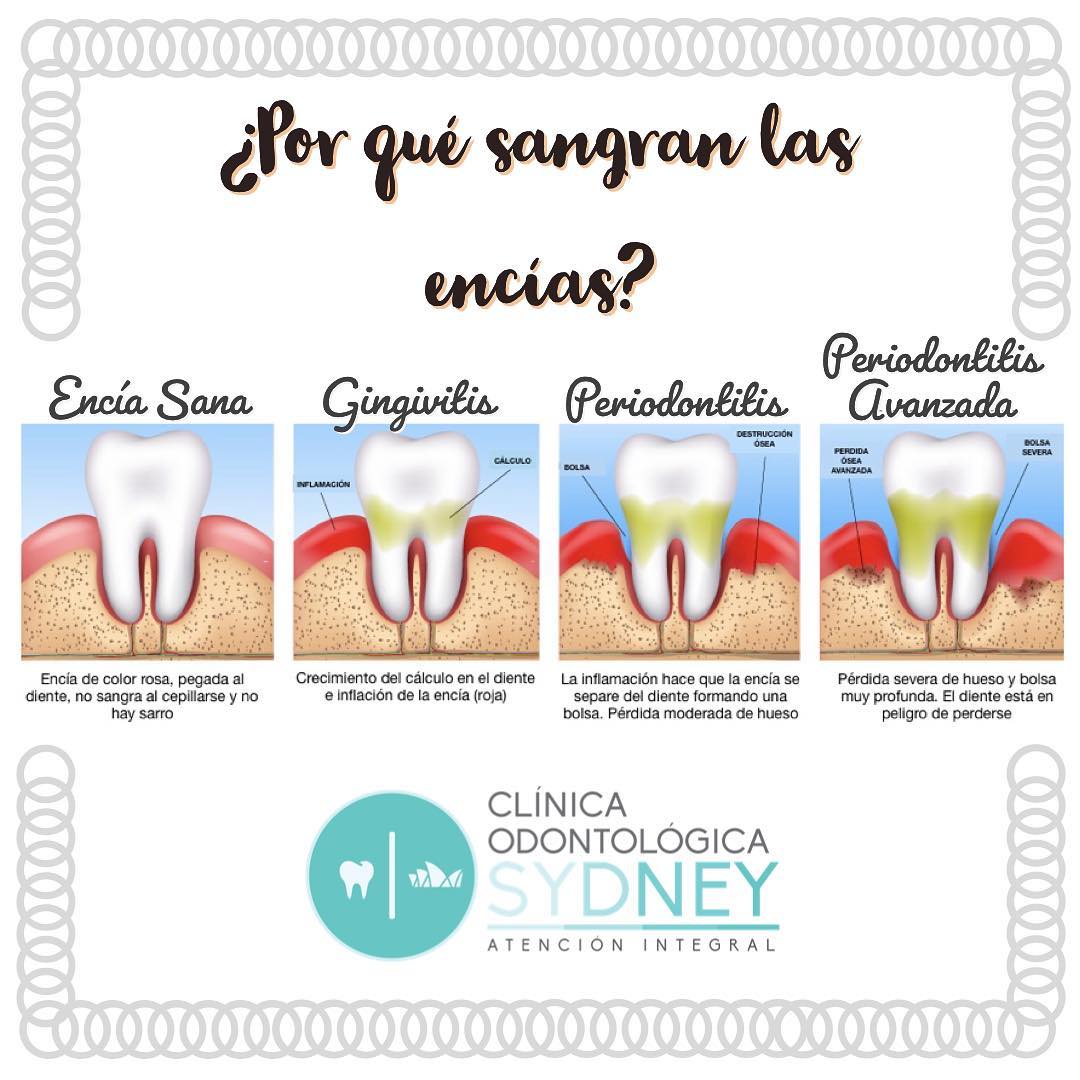 ¿Por qué sangran las
encías?
Encía Sana
Gingivitis
Periodontitis
Periodontitis
Avanzada
INFLAMACIÓN
CÁLCULO
BOLSA
DESTRUCCIÓN
ÓSEA
PERDIDA
ÓSEA
AVANZADA
BOLSA
SEVERA
Encía de color rosa, pegada al
diente, no sangra al cepillarse y no
hay sarro
Crecimiento del cálculo en el diente
e inflación de la encía (roja)
La inflamación hace que la encía se
separe del diente formando una
bolsa. Pérdida moderada de hueso
Pérdida severa de hueso y bolsa
muy profunda. El diente está en
peligro de perderse
CLÍNICA
ODONTOLÓGICA
SYDNEY
ATENCIÓN INTEGRAL